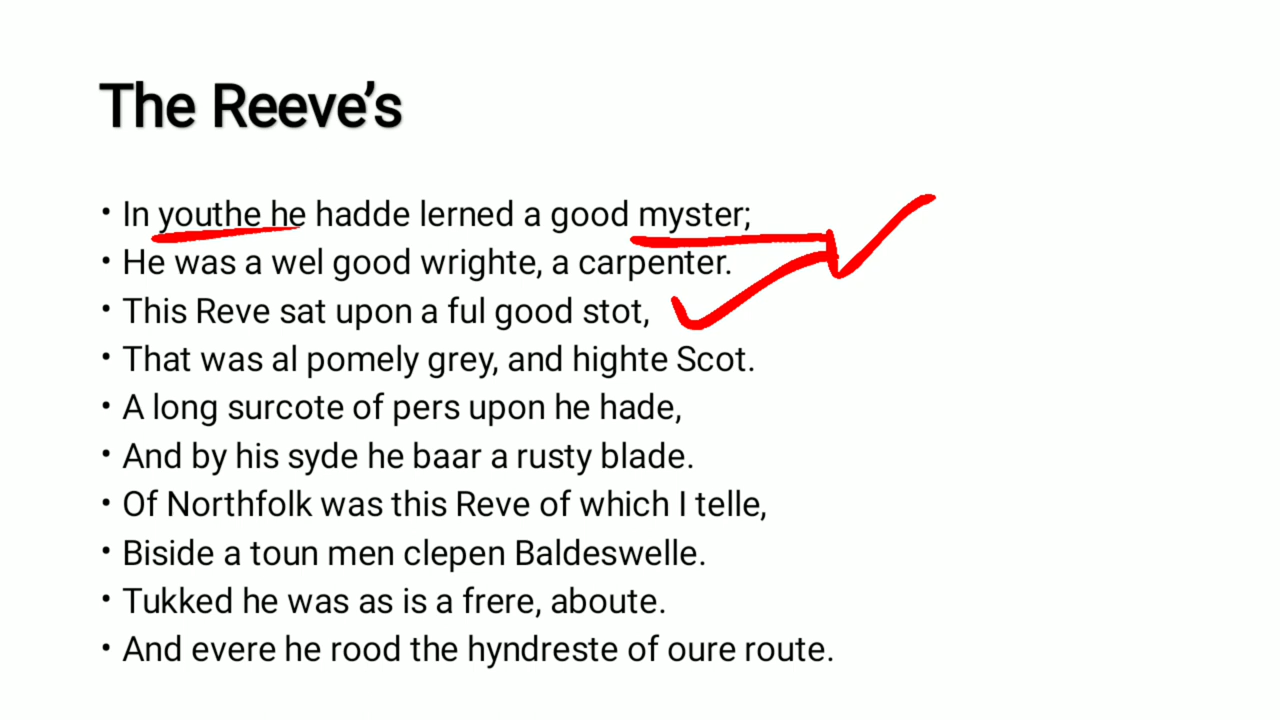 The Reeve’s
• In youthe he hadde lerned a good myster;
• He was a wel good wrighte, a carpenter.
• This Reve sat upon a ful good stot,
• That was al pomely grey, and highte Scot.
• A long surcote of pers upon he hade,
• And by his syde he baar a rusty blade.
• Of Northfolk was this Reve of which I telle,
• Biside a toun men clepen Baldeswelle.
• Tukked he was as is a frere, aboute.
• And evere he rood the hyndreste of oure route.